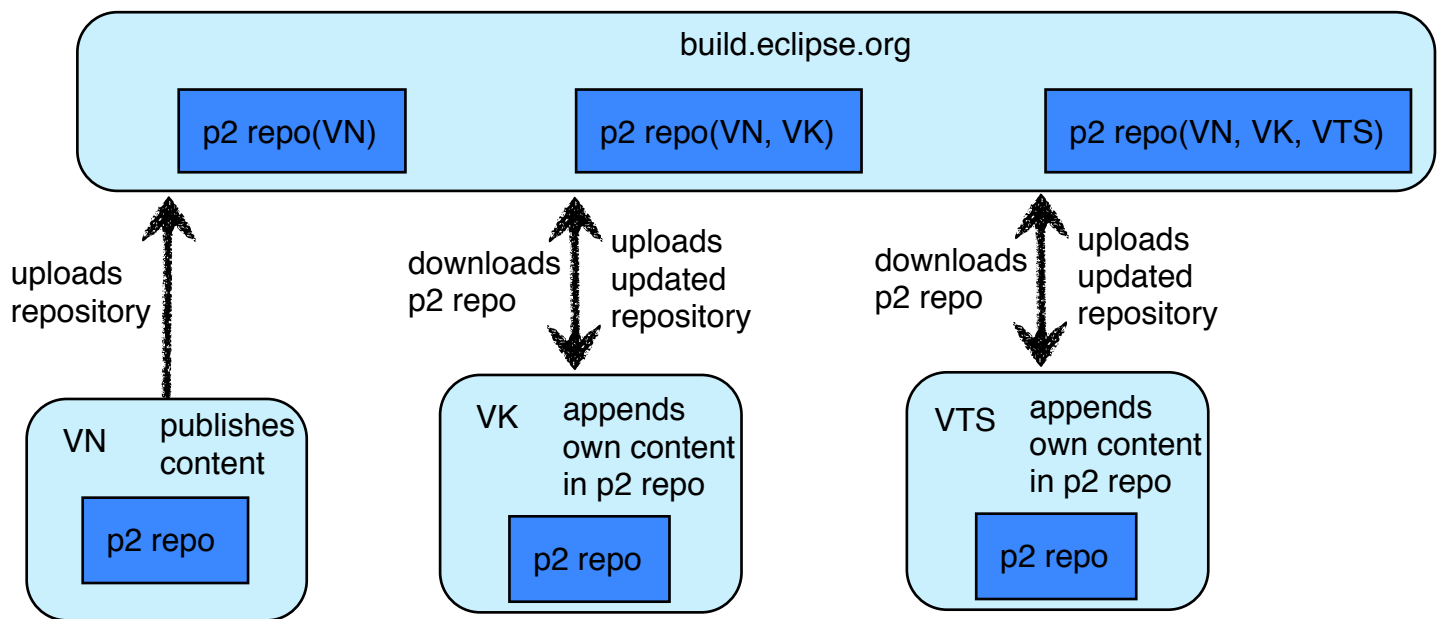 build.eclipse.org
p2 repo(VN)
p2 repo(VN, VK)
p2 repo(VN, VK, VTS)
uploads
repository
downloads
p2 repo
uploads
updated
repository
downloads
p2 repo
uploads
updated
repository
VN
publishes
content
p2 repo
VK
appends
own content
in p2 repo
p2 repo
VTS
appends
own content
in p2 repo
p2 repo